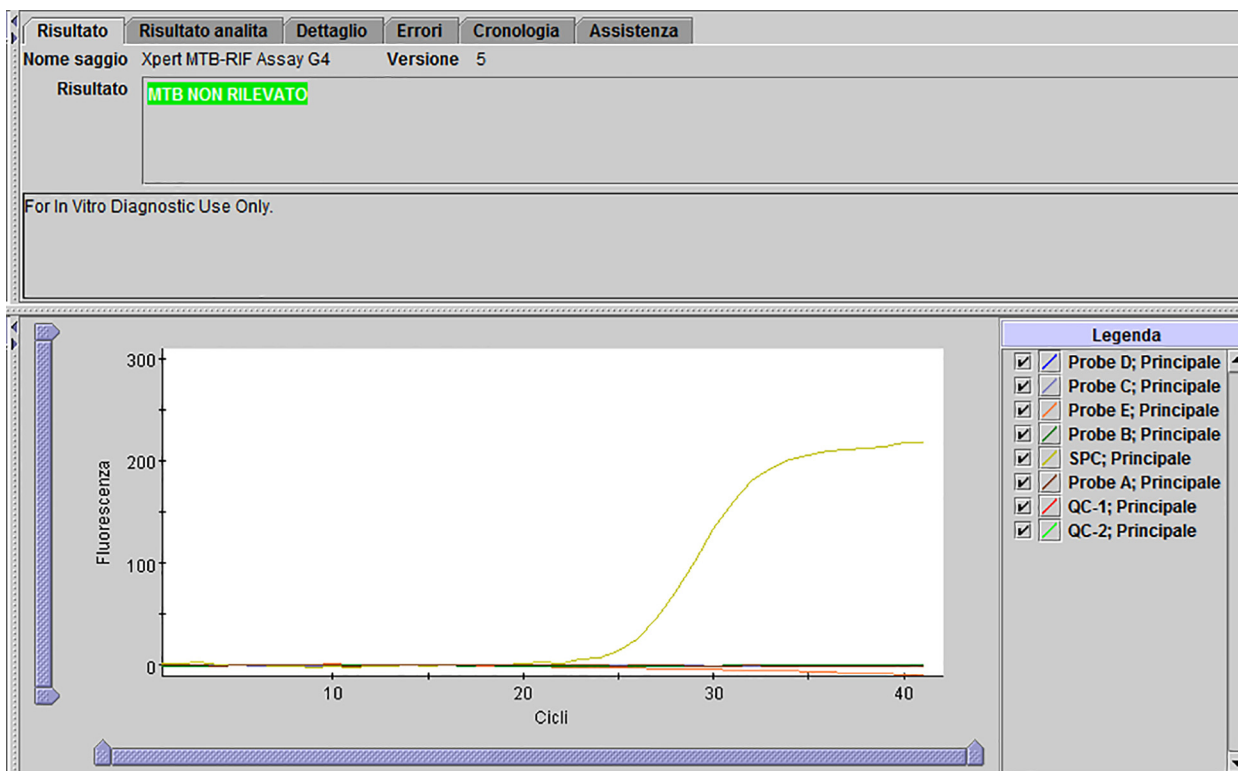 Risultato Risultato analita Dettaglio Errori Cronologia Assistenza
Nome saggio Xpert MTB-RIF Assay G4 Versione 5
Risultato MTB NON RILEVATO
For In Vitro Diagnostic Use Only.
Legenda
Probe D; Principale
Probe C; Principale
Probe E; Principale
Probe B; Principale
SPC; Principale
Probe A; Principale
QC-1; Principale
QC-2; Principale
300
200
100
0
Fluorescenza
10 20 30 40
Cicli